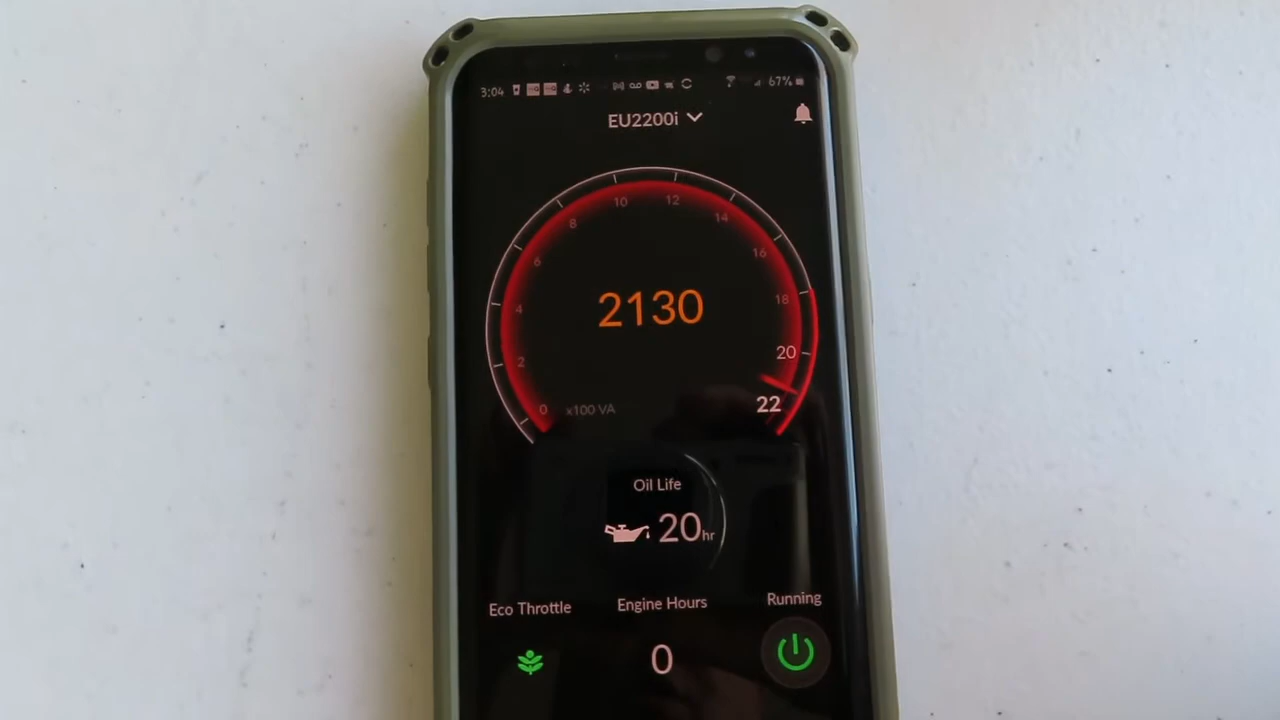 3:04 67%
EU2200i
10 12
8 14
6 16
4 18
2130
2 20
0 x100 VA 22
Oil Life
20hr
Eco Throttle Engine Hours Running
0